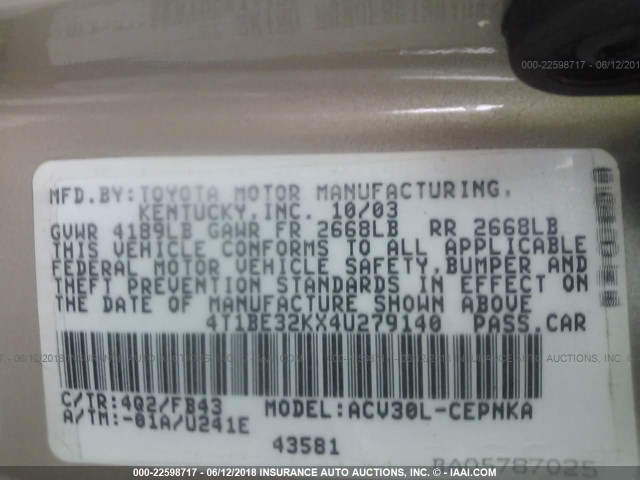 000-22598717 - 06/12/2018
MFD.BY:TOYOTA MOTOR MANUFACTURING,
KENTUCKY,INC. 10/03
GVWR 4189LB GAWR FR 2668LB RR 2668LB
THIS VEHICLE CONFORMS TO ALL APPLICABLE
FEDERAL MOTOR VEHICLE SAFETY,BUMPER AND
THEFT PREVENTION STANDARDS IN EFFECT ON
THE DATE OF MANUFACTURE SHOWN ABOVE
4T1BE32KX4U279140 PASS.CAR
C/TR:4Q2/FB43 MODEL:ACV30L-CEPNKA
A/TM:-01A/U241E
43581
BA05787025
000-22598717 - 06/12/2018 INSURANCE AUTO AUCTIONS, INC. - IAAI.COM